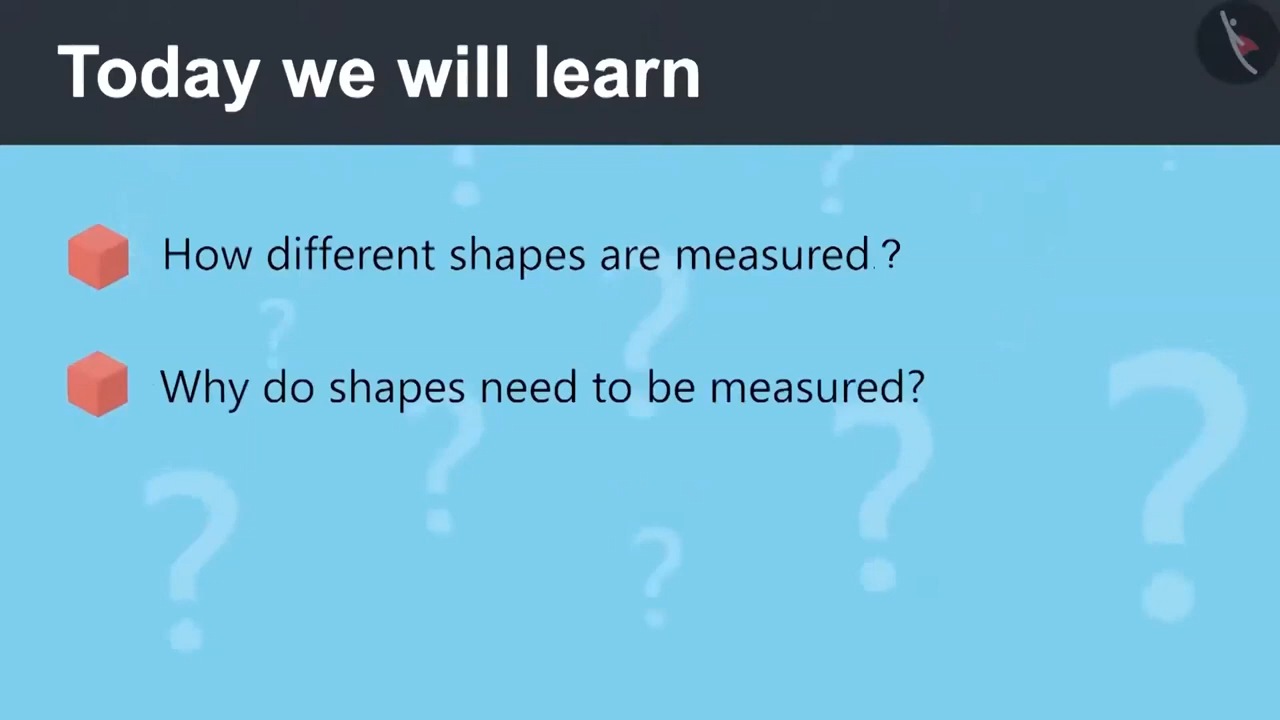 Today we will learn
How different shapes are measured.?
Why do shapes need to be measured?